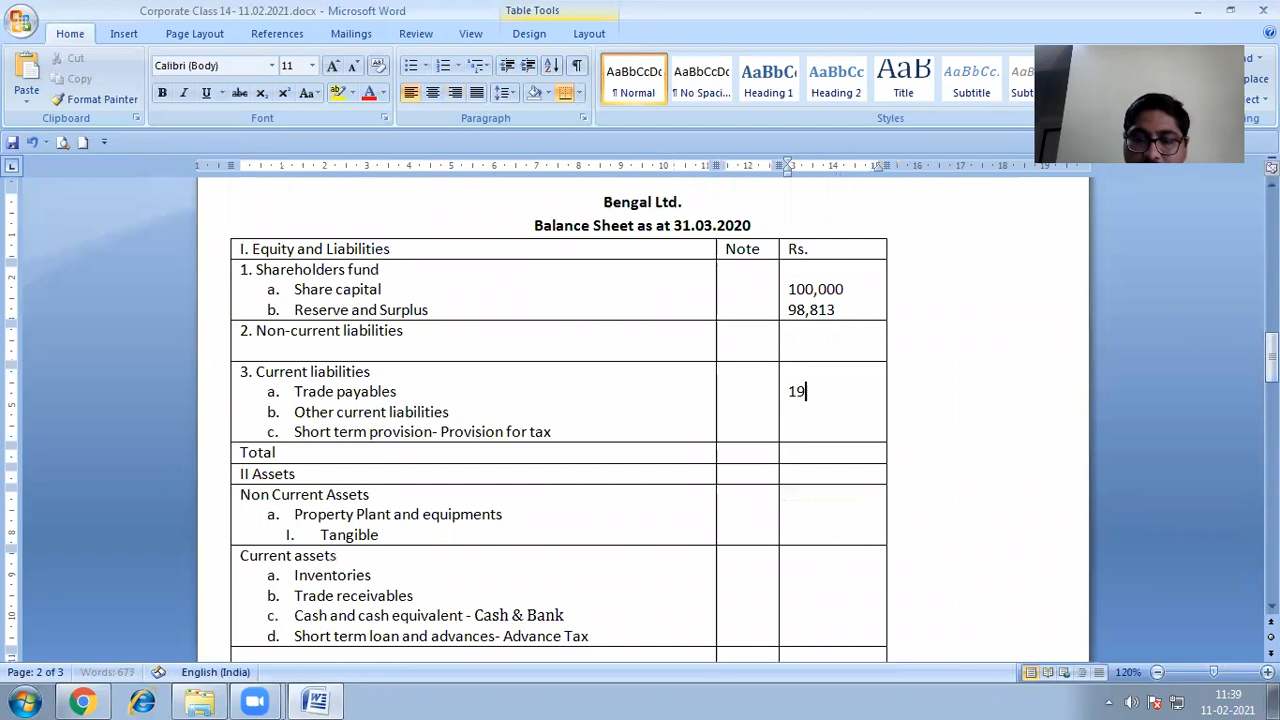 Corporate Class 14- 11.02.2021.docx - Microsoft Word
Table Tools
Home Insert Page Layout References Mailings Review View Design Layout
Cut
Copy
Format Painter
Paste
Clipboard
Calibri (Body) 11
B I U abc x₂ x² Aa
Font
Paragraph
AaBbCcDc AaBbCcDc AaBbCc AaBbCc AaB AaBbCcL
¶ Normal ¶ No Spaci... Heading 1 Heading 2 Title Subtitle
Styles
Bengal Ltd.
Balance Sheet as at 31.03.2020
I. Equity and Liabilities Note Rs.
1. Shareholders fund
a. Share capital 100,000
b. Reserve and Surplus 98,813
2. Non-current liabilities
3. Current liabilities
a. Trade payables 19
b. Other current liabilities
c. Short term provision- Provision for tax
Total
II Assets
Non Current Assets
a. Property Plant and equipments
I. Tangible
Current assets
a. Inventories
b. Trade receivables
c. Cash and cash equivalent - Cash & Bank
d. Short term loan and advances- Advance Tax
Page: 2 of 3 Words: 673 English (India) 120%
11:39
11-02-2021